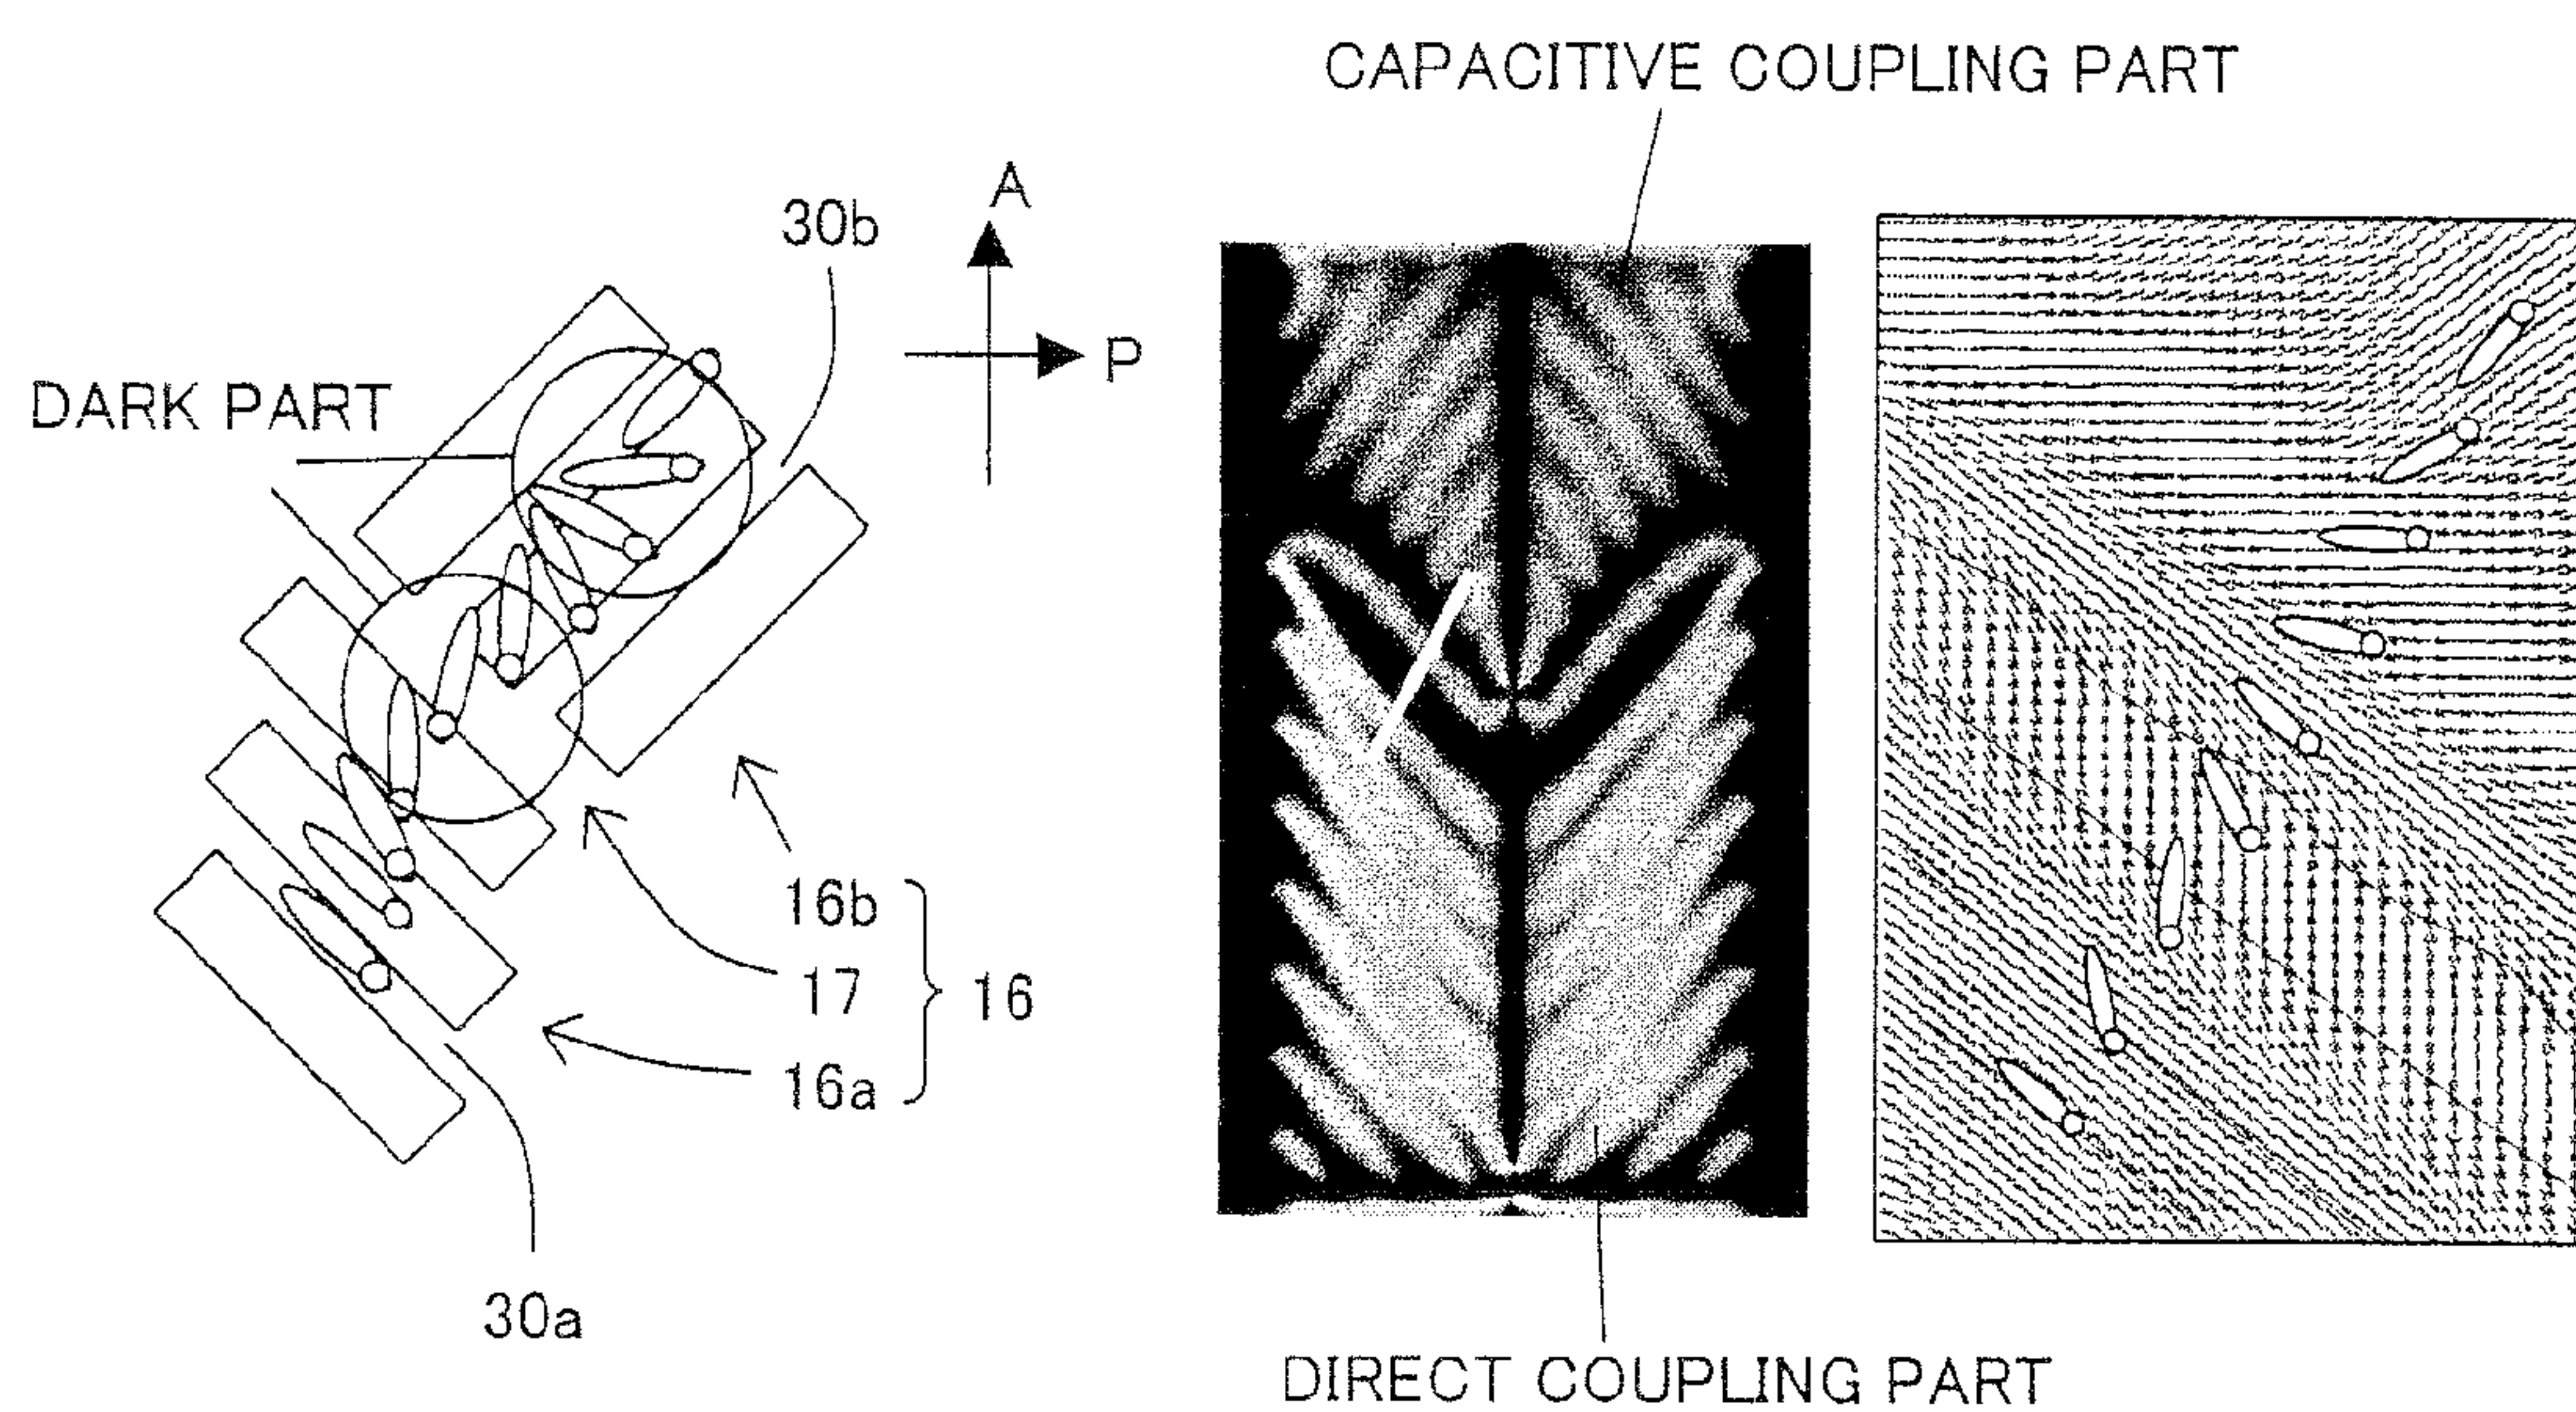 CAPACITIVE COUPLING PART
A
30b
P
DARK PART
16b
17
16
16a
30a
DIRECT COUPLING PART